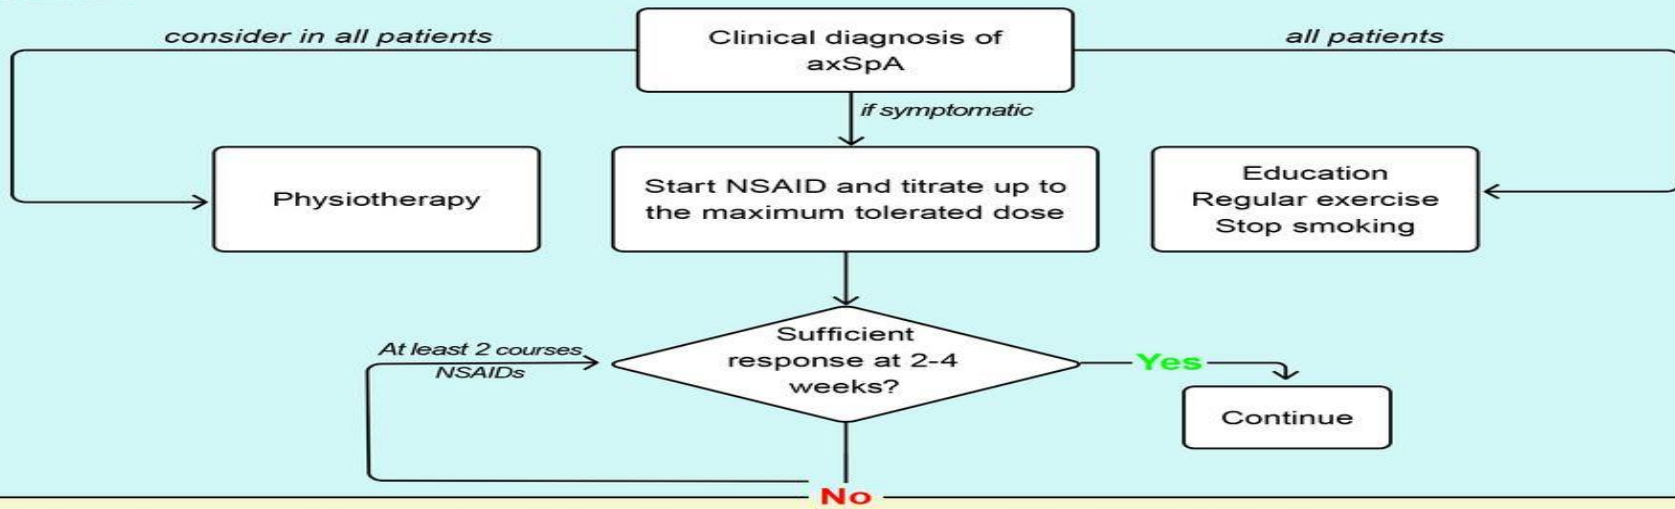 consider in all patients
Clinical diagnosis of
axSpA
all patients
if symptomatic
Physiotherapy
Start NSAID and titrate up to
the maximum tolerated dose
Education
Regular exercise
Stop smoking
At least 2 courses
NSAIDs
Sufficient
response at 2-4
weeks?
Yes
Continue
No